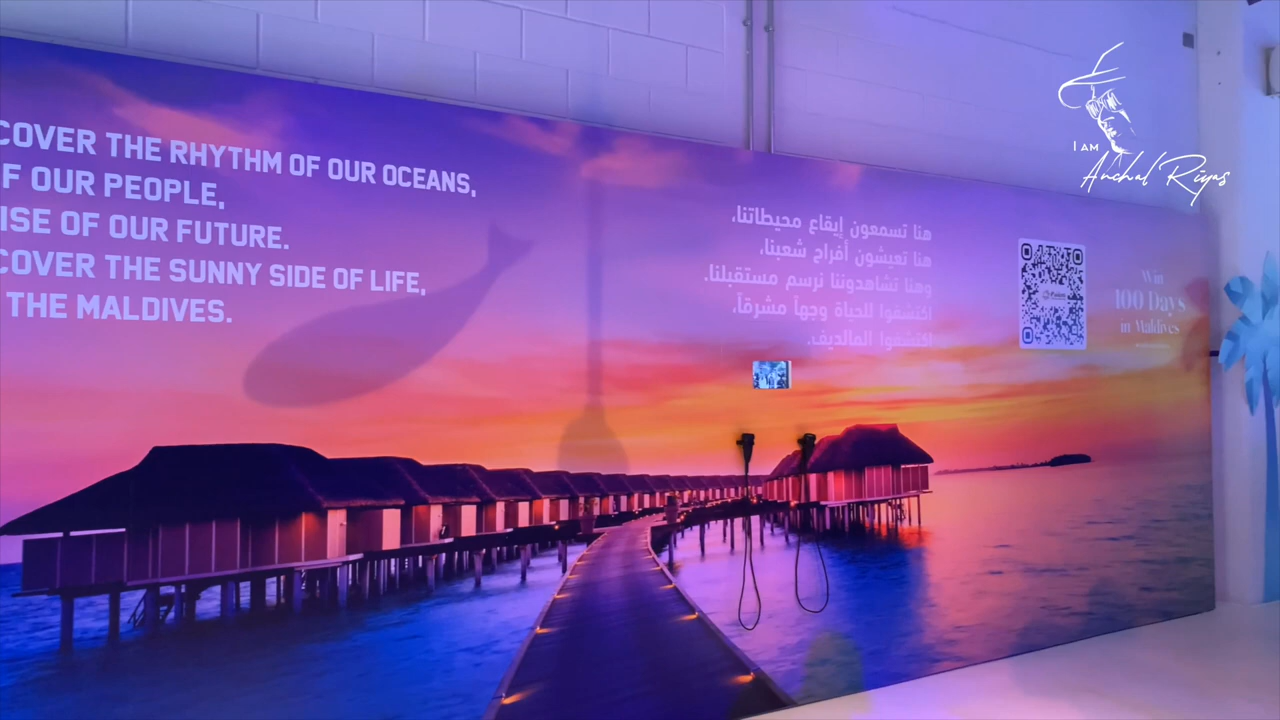 COVER THE RHYTHM OF OUR OCEANS,
F OUR PEOPLE,
ISE OF OUR FUTURE.
COVER THE SUNNY SIDE OF LIFE,
THE MALDIVES.
هنا تسمعون إيقاع محيطاتنا،
هنا تعيشون أفراح شعبنا،
وهنا تشاهدوننا نرسم مستقبلنا.
اكتشفوا للحياة وجهاً مشرقاً،
اكتشفوا المالديف.
Win
100 Days
in Maldives
I AM
Anchal Riyas